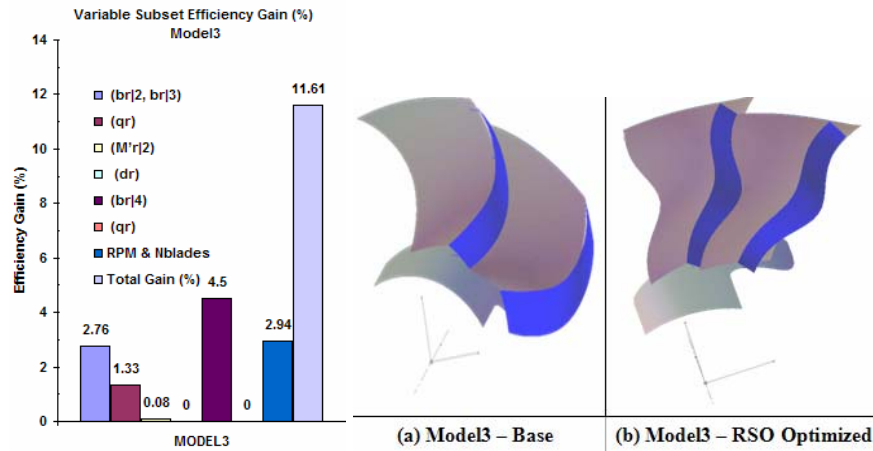 Variable Subset Efficiency Gain (%)
Model3
14
12
10
8
6
4
2
0
Efficiency Gain (%)
(br|2, br|3)
(qr)
(M'r|2)
(dr)
(br|4)
(qr)
RPM & Nblades
Total Gain (%)
2.76
1.33
0.08
0
4.5
0
2.94
11.61
MODEL3
(a) Model3 – Base
(b) Model3 – RSO Optimized